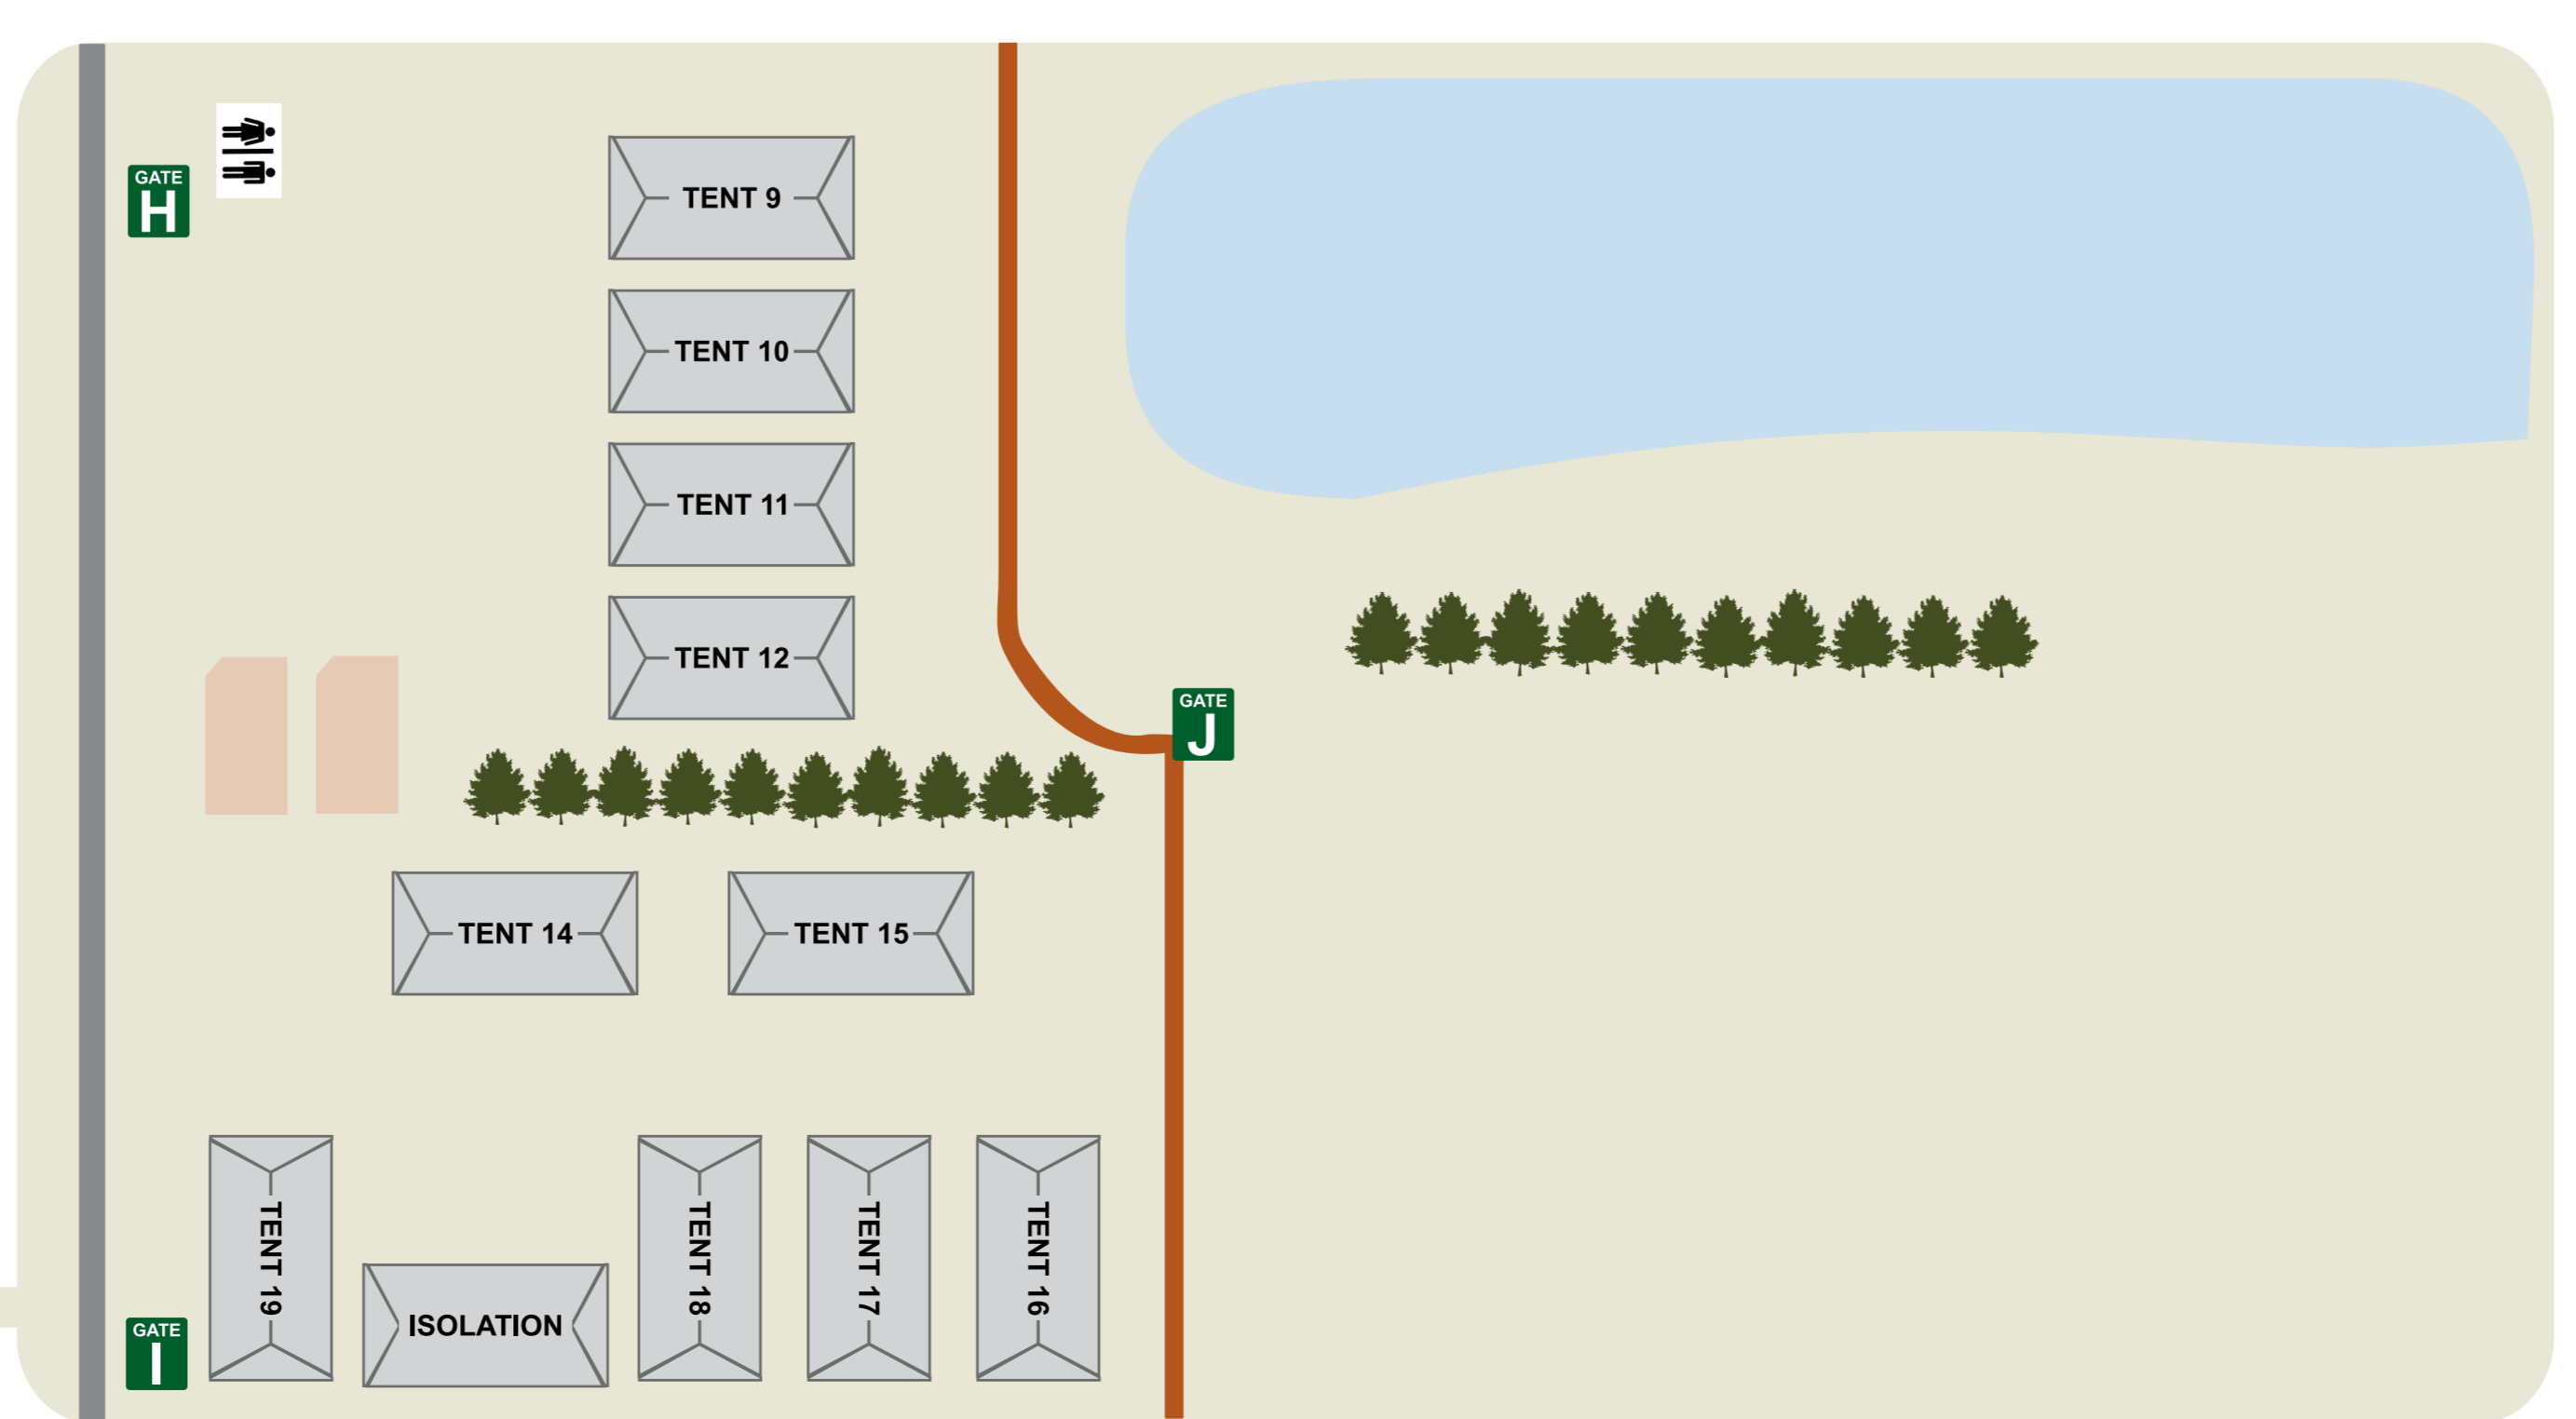 GATE
H
TENT 9
TENT 10
TENT 11
TENT 12
GATE
J
TENT 14
TENT 15
TENT 19
ISOLATION
TENT 18
TENT 17
TENT 16
GATE
I